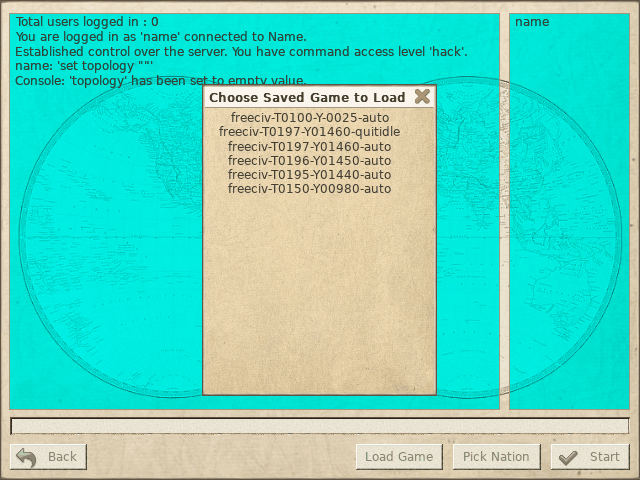 Total users logged in : 0
You are logged in as 'name' connected to Name.
Established control over the server. You have command access level 'hack'.
name: 'set topology ""'
Console: 'topology' has been set to empty value.
name
Choose Saved Game to Load
freeciv-T0100-Y-0025-auto
freeciv-T0197-Y01460-quitidle
freeciv-T0197-Y01460-auto
freeciv-T0196-Y01450-auto
freeciv-T0195-Y01440-auto
freeciv-T0150-Y00980-auto
Back
Load Game
Pick Nation
Start